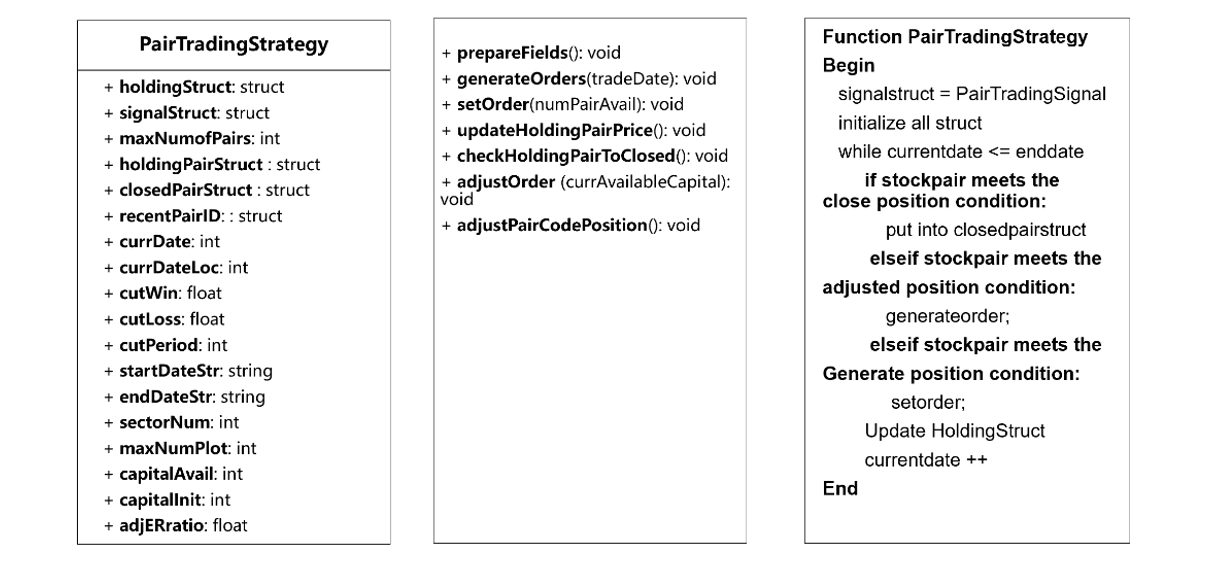 PairTradingStrategy
+ holdingStruct: struct
+ signalStruct: struct
+ maxNumofPairs: int
+ holdingPairStruct : struct
+ closedPairStruct : struct
+ recentPairID: : struct
+ currDate: int
+ currDateLoc: int
+ cutWin: float
+ cutLoss: float
+ cutPeriod: int
+ startDateStr: string
+ endDateStr: string
+ sectorNum: int
+ maxNumPlot: int
+ capitalAvail: int
+ capitalInit: int
+ adjERratio: float
+ prepareFields(): void
+ generateOrders(tradeDate): void
+ setOrder(numPairAvail): void
+ updateHoldingPairPrice(): void
+ checkHoldingPairToClosed(): void
+ adjustOrder (currAvailableCapital):
void
+ adjustPairCodePosition(): void
Function PairTradingStrategy
Begin
signalstruct = PairTradingSignal
initialize all struct
while currentdate <= enddate
if stockpair meets the
close position condition:
put into closedpairstruct
elseif stockpair meets the
adjusted position condition:
generateorder;
elseif stockpair meets the
Generate position condition:
setorder;
Update HoldingStruct
currentdate ++
End